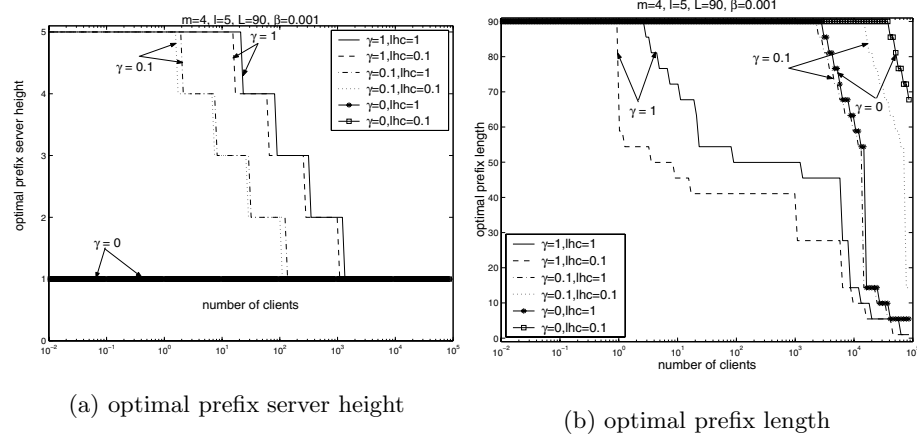 m=4, l=5, L=90, β=0.001
optimal prefix server height
5
4
3
2
1
0
γ = 0.1
γ = 1
γ=1,lhc=1
γ=1,lhc=0.1
γ=0.1,lhc=1
γ=0.1,lhc=0.1
γ=0,lhc=1
γ=0,lhc=0.1
γ = 0
number of clients
10⁻² 10⁻¹ 10⁰ 10¹ 10² 10³ 10⁴ 10⁵
(a) optimal prefix server height
m=4, l=5, L=90, β=0.001
optimal prefix length
90
80
70
60
50
40
30
20
10
0
γ = 1
γ = 0.1
γ = 0
γ=1,lhc=1
γ=1,lhc=0.1
γ=0.1,lhc=1
γ=0.1,lhc=0.1
γ=0,lhc=1
γ=0,lhc=0.1
10⁻² 10⁻¹ 10⁰ 10¹ 10² 10³ 10⁴ 10
number of clients
(b) optimal prefix length